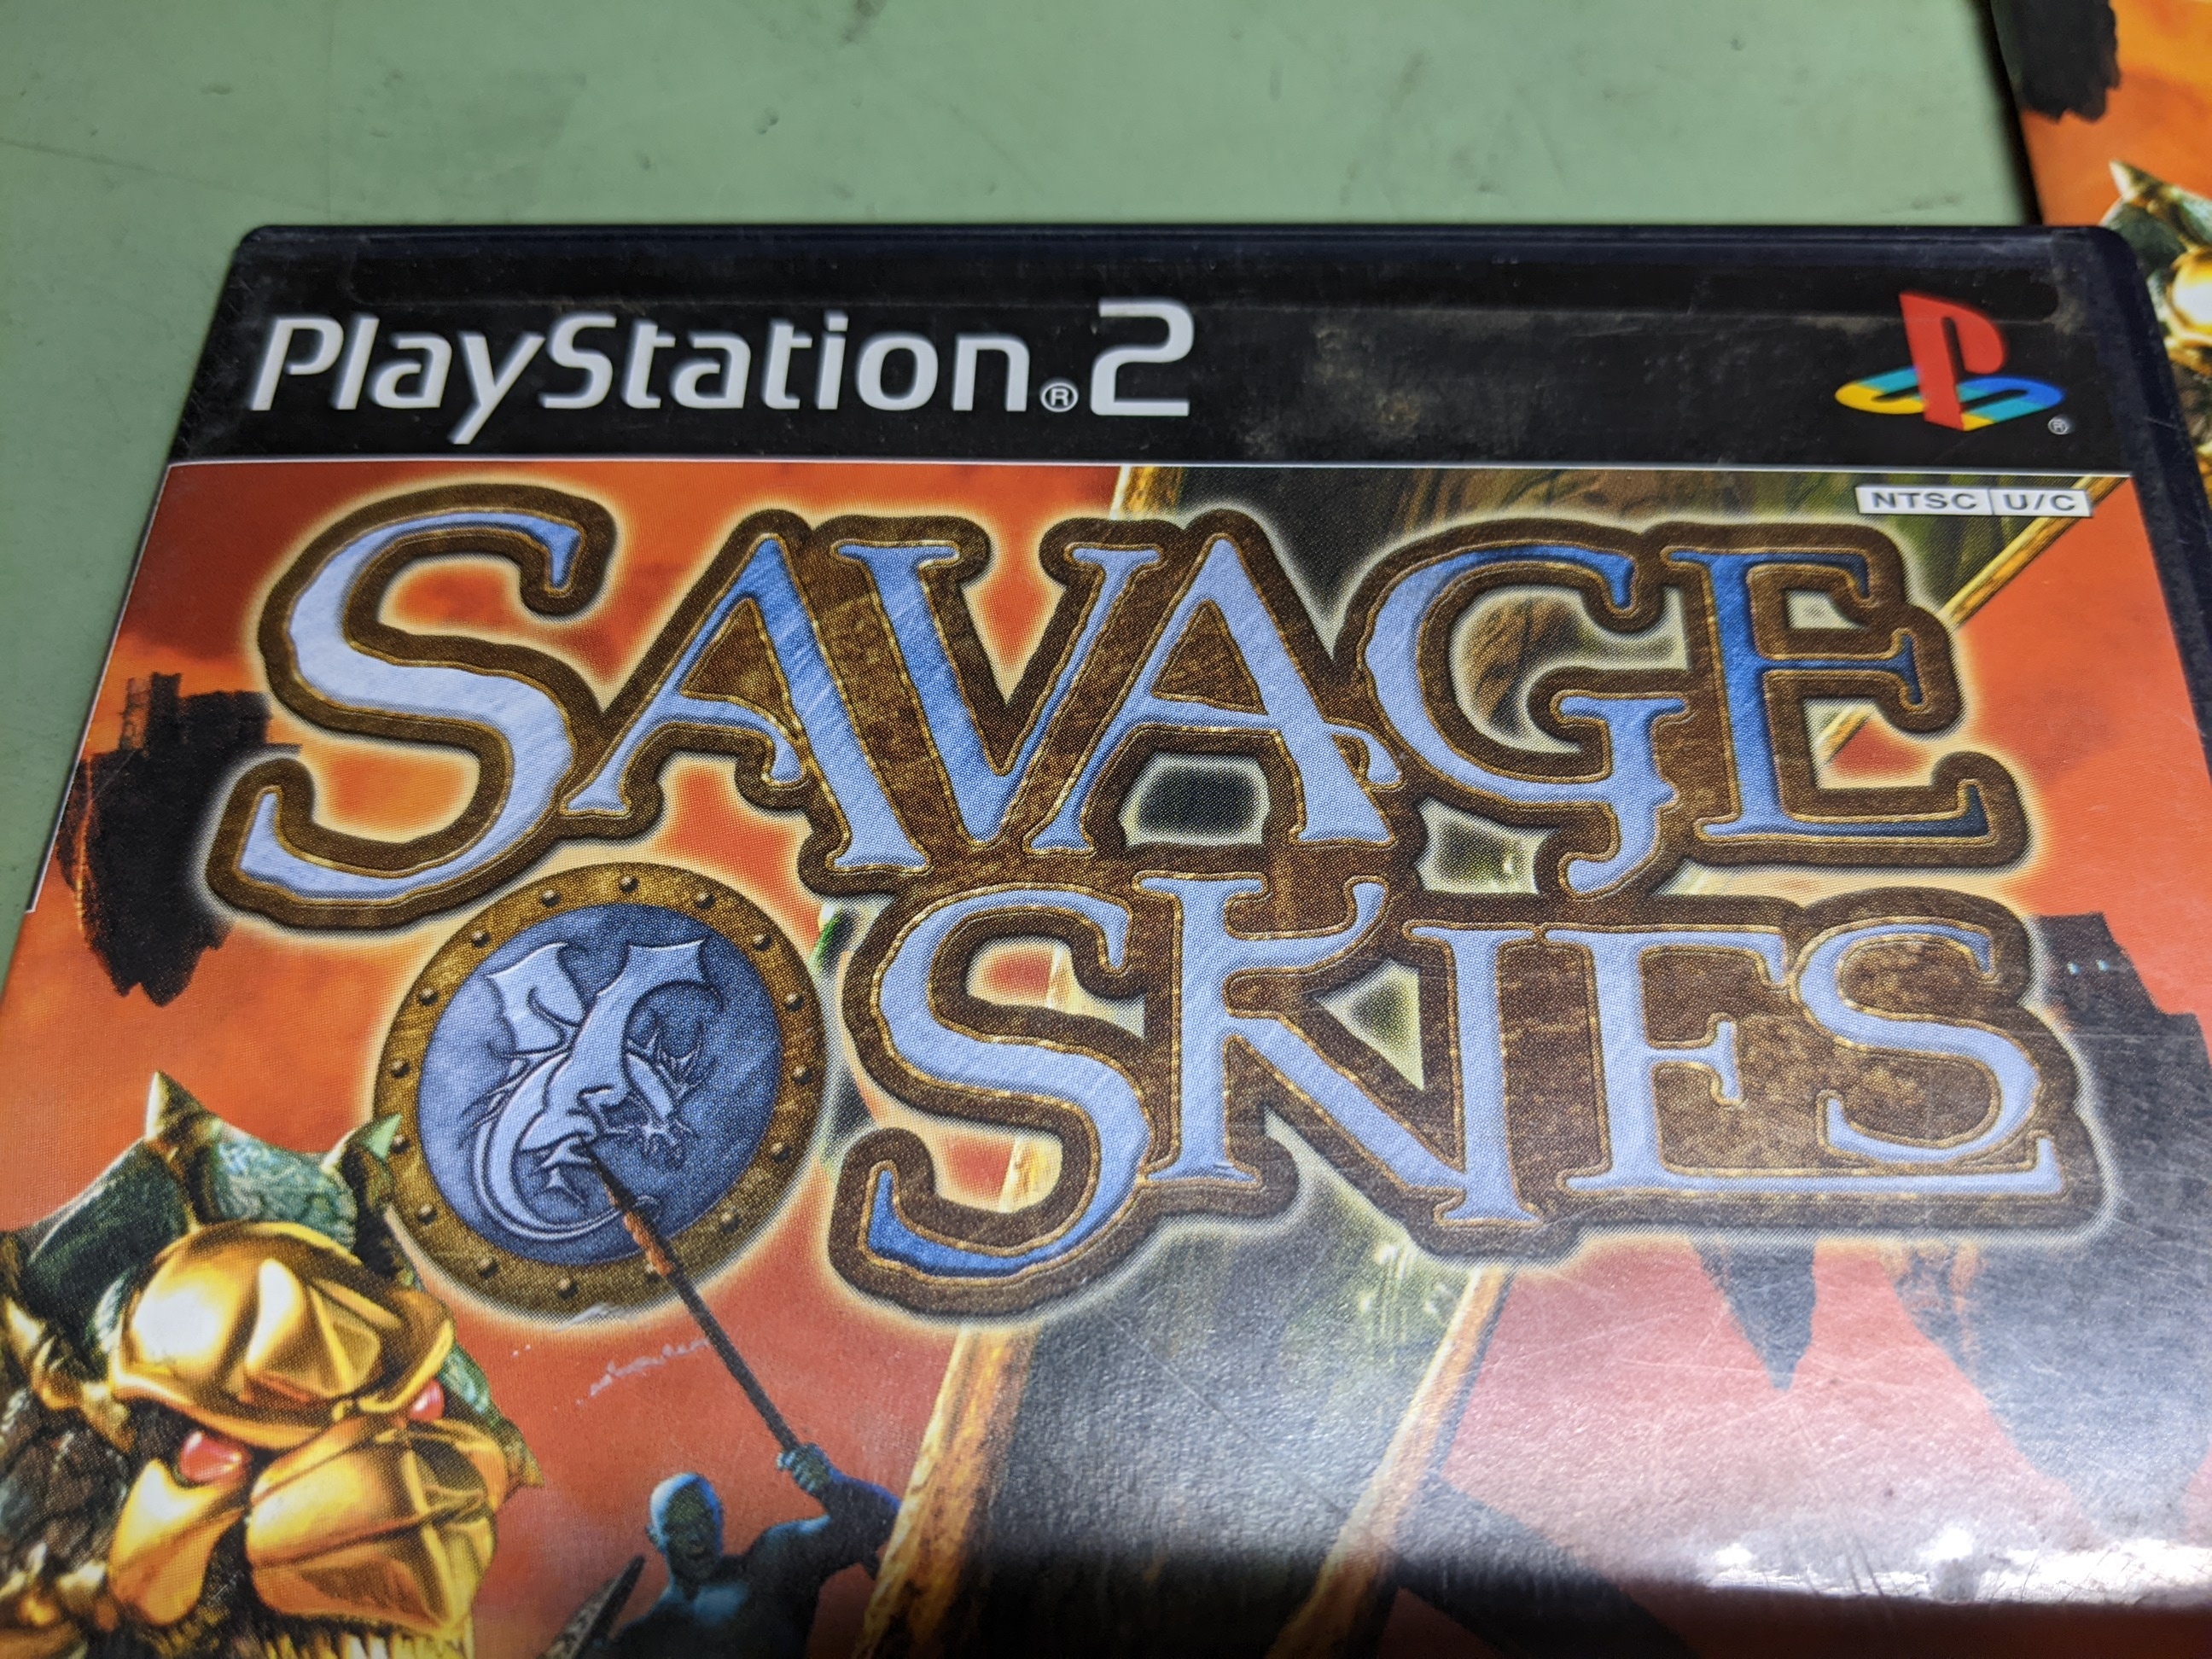 PlayStation®2
®
NTSC U/C
SAVAGE
SKIES